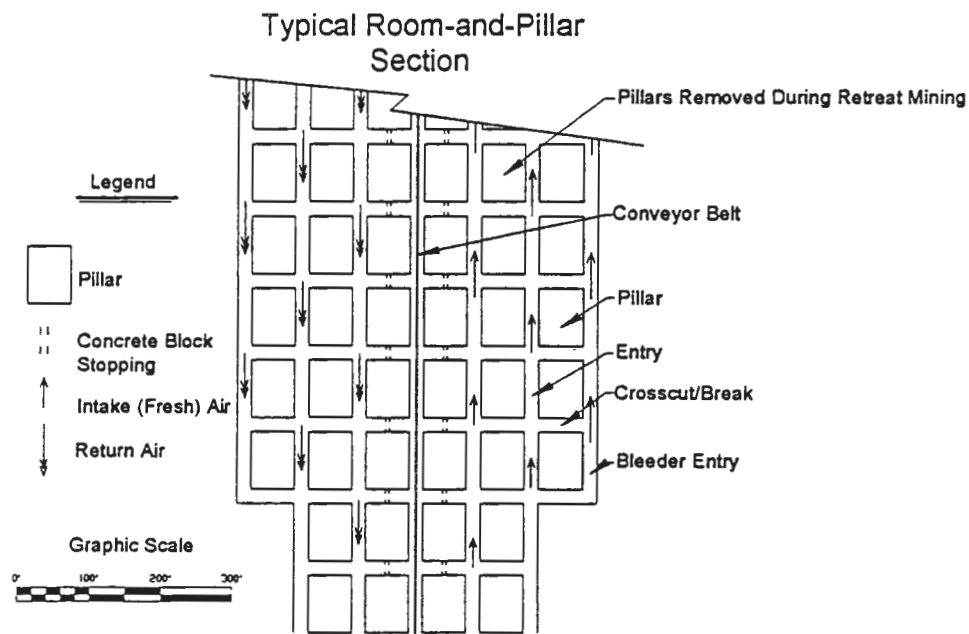 Typical Room-and-Pillar
Section
Pillars Removed During Retreat Mining
Legend
Conveyor Belt
Pillar
Pillar
Concrete Block
Stopping
Entry
Crosscut/Break
Intake (Fresh) Air
Return Air
Bleeder Entry
Graphic Scale
0' 100' 200' 300'